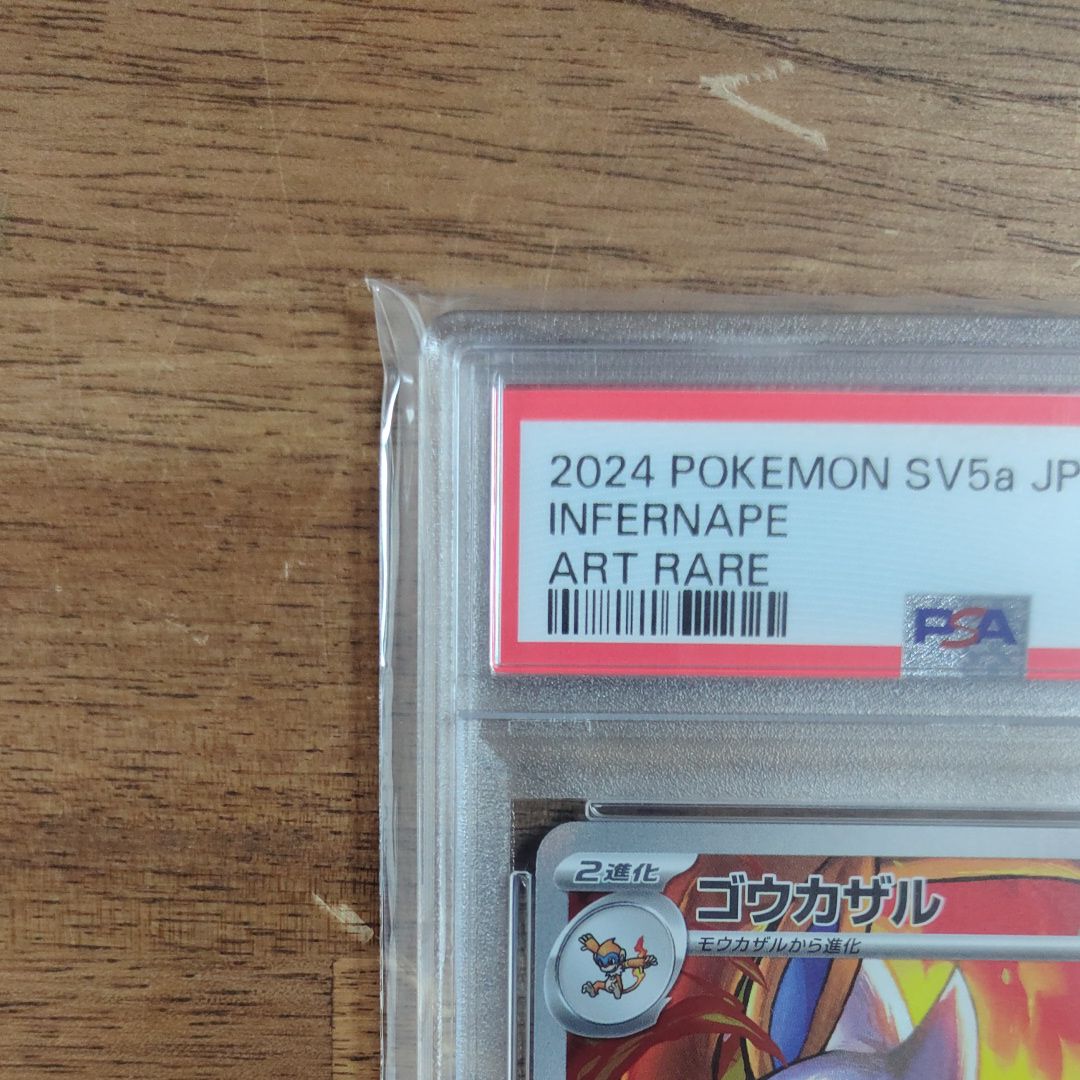 2024 POKEMON SV5a JP
INFERNAPE
ART RARE
PSA
2進化
ゴウカザル
モウカザルから進化